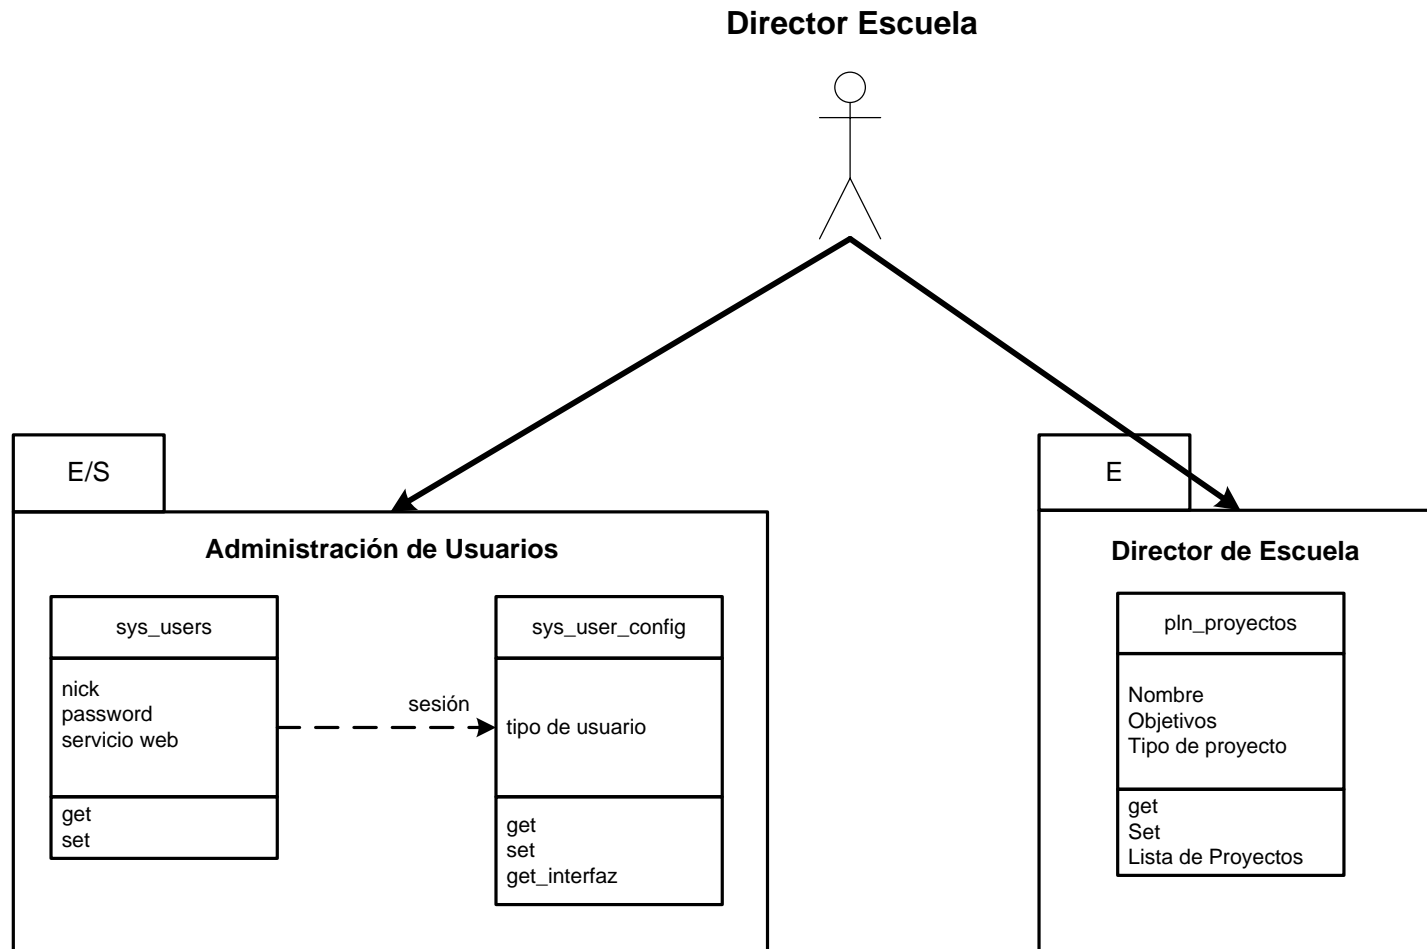 Director Escuela
E/S
Administración de Usuarios
sys_users
nick
password
servicio web
get
set
sesión
sys_user_config
tipo de usuario
get
set
get_interfaz
E
Director de Escuela
pln_proyectos
Nombre
Objetivos
Tipo de proyecto
get
Set
Lista de Proyectos